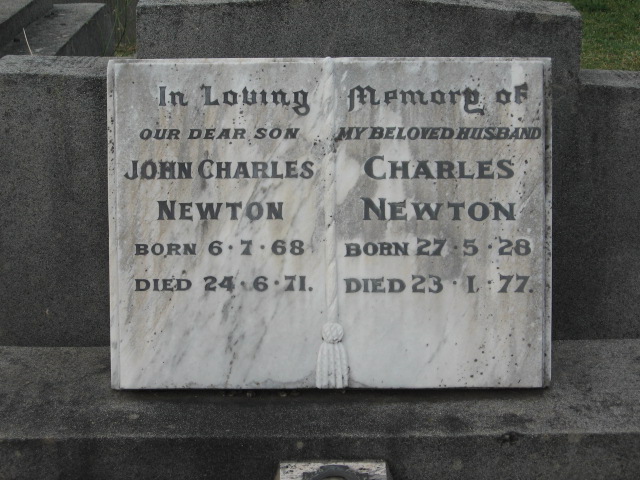 In Loving Memory of
OUR DEAR SON
JOHN CHARLES
NEWTON
BORN 6·7·68
DIED 24·6·71.
MY BELOVED HUSBAND
CHARLES
NEWTON
BORN 27·5·28
DIED 23·1·77.